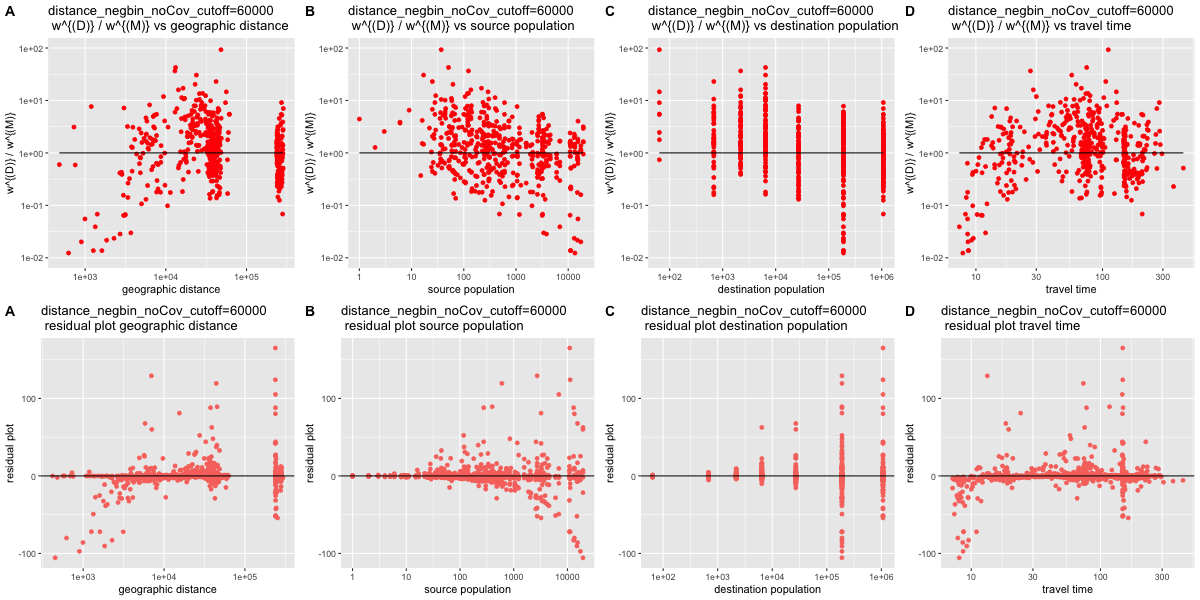 A
distance_negbin_noCov_cutoff=60000
w^{(D)} / w^{(M)} vs geographic distance
w^{(D)} / w^{(M)}
1e+02
1e+01
1e+00
1e-01
1e-02
1e+03
1e+04
1e+05
geographic distance
B
distance_negbin_noCov_cutoff=60000
w^{(D)} / w^{(M)} vs source population
w^{(D)} / w^{(M)}
1e+02
1e+01
1e+00
1e-01
1e-02
1
10
100
1000
10000
source population
C
distance_negbin_noCov_cutoff=60000
w^{(D)} / w^{(M)} vs destination population
w^{(D)} / w^{(M)}
1e+02
1e+01
1e+00
1e-01
1e-02
1e+02
1e+03
1e+04
1e+05
1e+06
destination population
D
distance_negbin_noCov_cutoff=60000
w^{(D)} / w^{(M)} vs travel time
w^{(D)} / w^{(M)}
1e+02
1e+01
1e+00
1e-01
1e-02
10
30
100
300
travel time
A
distance_negbin_noCov_cutoff=60000
residual plot geographic distance
residual plot
100
0
-100
1e+03
1e+04
1e+05
geographic distance
B
distance_negbin_noCov_cutoff=60000
residual plot source population
residual plot
100
0
-100
1
10
100
1000
10000
source population
C
distance_negbin_noCov_cutoff=60000
residual plot destination population
residual plot
100
0
-100
1e+02
1e+03
1e+04
1e+05
1e+06
destination population
D
distance_negbin_noCov_cutoff=60000
residual plot travel time
residual plot
100
0
-100
10
30
100
300
travel time